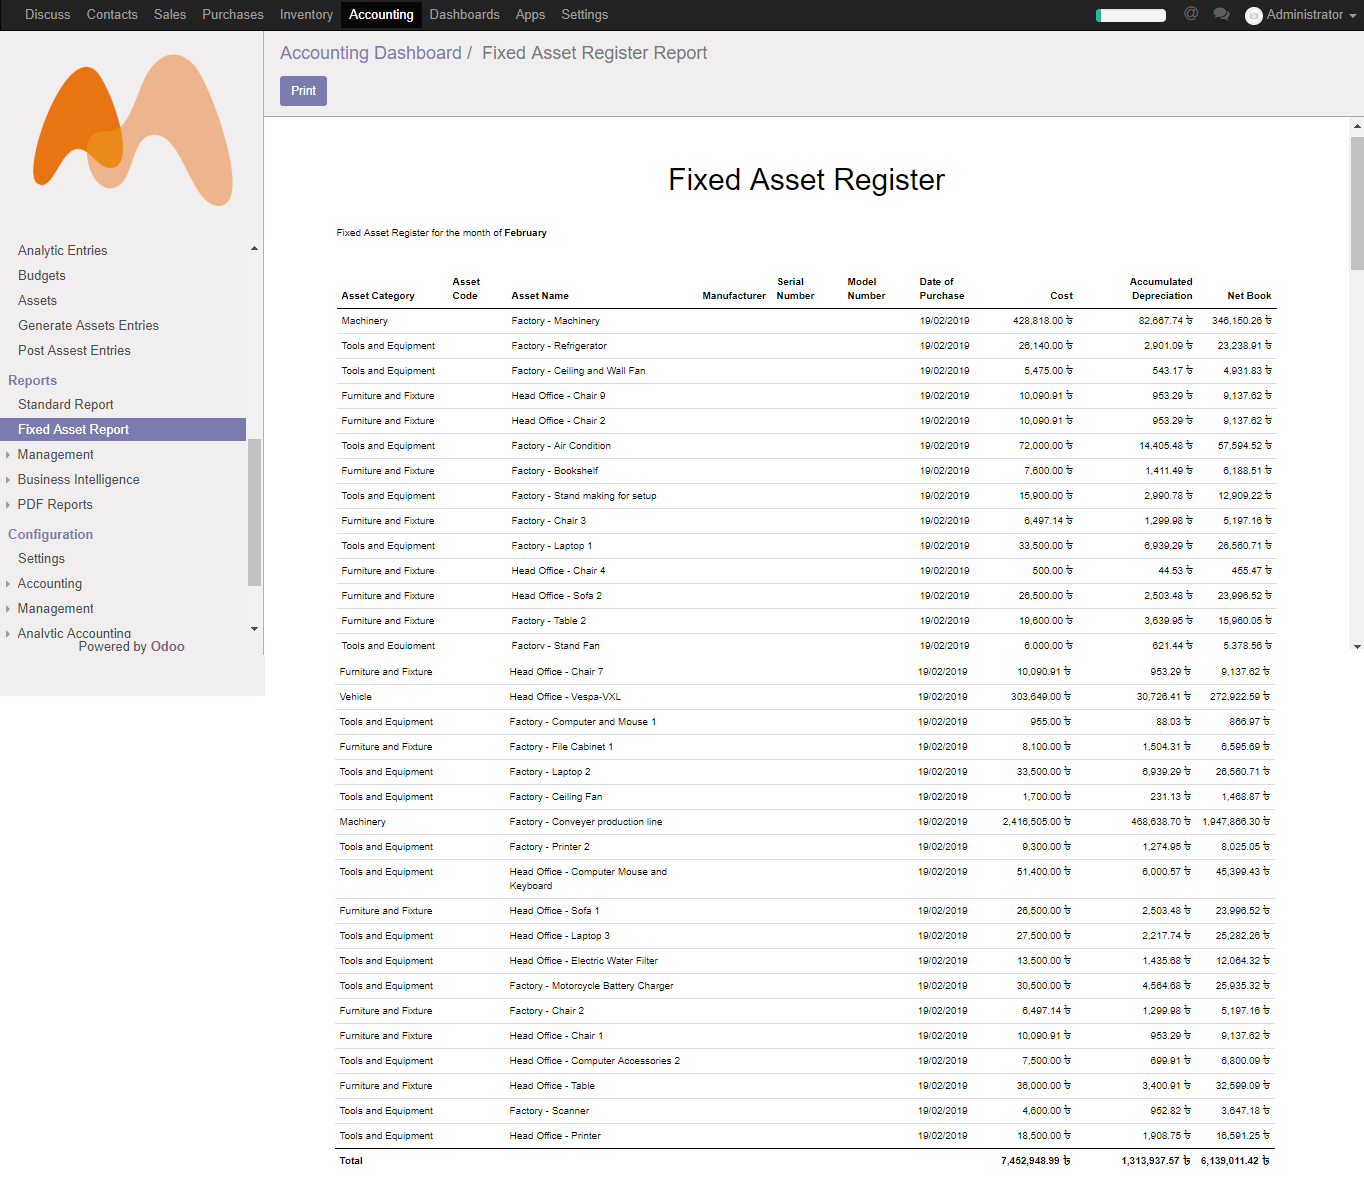 Discuss Contacts Sales Purchases Inventory Accounting Dashboards Apps Settings @ Administrator
Accounting Dashboard / Fixed Asset Register Report
Print
Analytic Entries
Budgets
Assets
Generate Assets Entries
Post Assest Entries
Reports
Standard Report
Fixed Asset Report
Management
Business Intelligence
PDF Reports
Configuration
Settings
Accounting
Management
Analytic Accounting
Powered by Odoo
Fixed Asset Register
Fixed Asset Register for the month of February
Asset Category Asset Code Asset Name Manufacturer Serial Number Model Number Date of Purchase Cost Accumulated Depreciation Net Book
Machinery Factory - Machinery 19/02/2019 428,818.00 ৳ 82,667.74 ৳ 346,150.26 ৳
Tools and Equipment Factory - Refrigerator 19/02/2019 26,140.00 ৳ 2,901.09 ৳ 23,238.91 ৳
Tools and Equipment Factory - Ceiling and Wall Fan 19/02/2019 5,475.00 ৳ 543.17 ৳ 4,931.83 ৳
Furniture and Fixture Head Office - Chair 9 19/02/2019 10,090.91 ৳ 953.29 ৳ 9,137.62 ৳
Furniture and Fixture Head Office - Chair 2 19/02/2019 10,090.91 ৳ 953.29 ৳ 9,137.62 ৳
Tools and Equipment Factory - Air Condition 19/02/2019 72,000.00 ৳ 14,405.48 ৳ 57,594.52 ৳
Furniture and Fixture Factory - Bookshelf 19/02/2019 7,600.00 ৳ 1,411.49 ৳ 6,188.51 ৳
Tools and Equipment Factory - Stand making for setup 19/02/2019 15,900.00 ৳ 2,990.78 ৳ 12,909.22 ৳
Furniture and Fixture Factory - Chair 3 19/02/2019 6,497.14 ৳ 1,299.98 ৳ 5,197.16 ৳
Tools and Equipment Factory - Laptop 1 19/02/2019 33,500.00 ৳ 6,939.29 ৳ 26,560.71 ৳
Furniture and Fixture Head Office - Chair 4 19/02/2019 500.00 ৳ 44.53 ৳ 455.47 ৳
Furniture and Fixture Head Office - Sofa 2 19/02/2019 26,500.00 ৳ 2,503.48 ৳ 23,996.52 ৳
Furniture and Fixture Factory - Table 2 19/02/2019 19,600.00 ৳ 3,639.95 ৳ 15,960.05 ৳
Tools and Equipment Factory - Stand Fan 19/02/2019 6,000.00 ৳ 621.44 ৳ 5,378.56 ৳
Furniture and Fixture Head Office - Chair 7 19/02/2019 10,090.91 ৳ 953.29 ৳ 9,137.62 ৳
Vehicle Head Office - Vespa-VXL 19/02/2019 303,649.00 ৳ 30,726.41 ৳ 272,922.59 ৳
Tools and Equipment Factory - Computer and Mouse 1 19/02/2019 955.00 ৳ 88.03 ৳ 866.97 ৳
Furniture and Fixture Factory - File Cabinet 1 19/02/2019 8,100.00 ৳ 1,504.31 ৳ 6,595.69 ৳
Tools and Equipment Factory - Laptop 2 19/02/2019 33,500.00 ৳ 6,939.29 ৳ 26,560.71 ৳
Tools and Equipment Factory - Ceiling Fan 19/02/2019 1,700.00 ৳ 231.13 ৳ 1,468.87 ৳
Machinery Factory - Conveyer production line 19/02/2019 2,416,505.00 ৳ 468,638.70 ৳ 1,947,866.30 ৳
Tools and Equipment Factory - Printer 2 19/02/2019 9,300.00 ৳ 1,274.95 ৳ 8,025.05 ৳
Tools and Equipment Head Office - Computer Mouse and Keyboard 19/02/2019 51,400.00 ৳ 6,000.57 ৳ 45,399.43 ৳
Furniture and Fixture Head Office - Sofa 1 19/02/2019 26,500.00 ৳ 2,503.48 ৳ 23,996.52 ৳
Tools and Equipment Head Office - Laptop 3 19/02/2019 27,500.00 ৳ 2,217.74 ৳ 25,282.26 ৳
Tools and Equipment Head Office - Electric Water Filter 19/02/2019 13,500.00 ৳ 1,435.68 ৳ 12,064.32 ৳
Tools and Equipment Factory - Motorcycle Battery Charger 19/02/2019 30,500.00 ৳ 4,564.68 ৳ 25,935.32 ৳
Furniture and Fixture Factory - Chair 2 19/02/2019 6,497.14 ৳ 1,299.98 ৳ 5,197.16 ৳
Furniture and Fixture Head Office - Chair 1 19/02/2019 10,090.91 ৳ 953.29 ৳ 9,137.62 ৳
Tools and Equipment Head Office - Computer Accessories 2 19/02/2019 7,500.00 ৳ 699.91 ৳ 6,800.09 ৳
Furniture and Fixture Head Office - Table 19/02/2019 36,000.00 ৳ 3,400.91 ৳ 32,599.09 ৳
Tools and Equipment Factory - Scanner 19/02/2019 4,600.00 ৳ 952.82 ৳ 3,647.18 ৳
Tools and Equipment Head Office - Printer 19/02/2019 18,500.00 ৳ 1,908.75 ৳ 16,591.25 ৳
Total 7,452,948.99 ৳ 1,313,937.57 ৳ 6,139,011.42 ৳